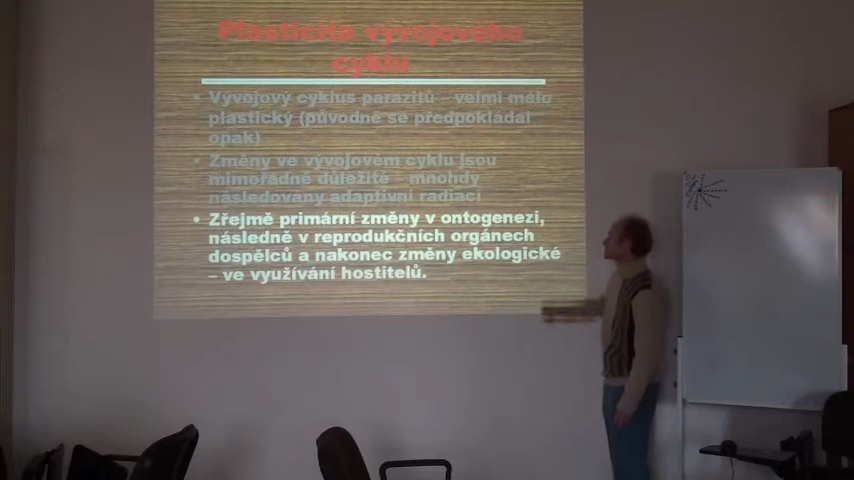 Plasticita vývojového
cyklu
• Vývojový cyklus parazitů – velmi málo
plastický (původně se předpokládal
opak)
• Změny ve vývojovém cyklu jsou
mimořádně důležité – mnohdy
následovány adaptivní radiací
• Zřejmě primární změny v ontogenezi,
následně v reprodukčních orgánech
dospělců a nakonec změny ekologické
– ve využívání hostitelů.